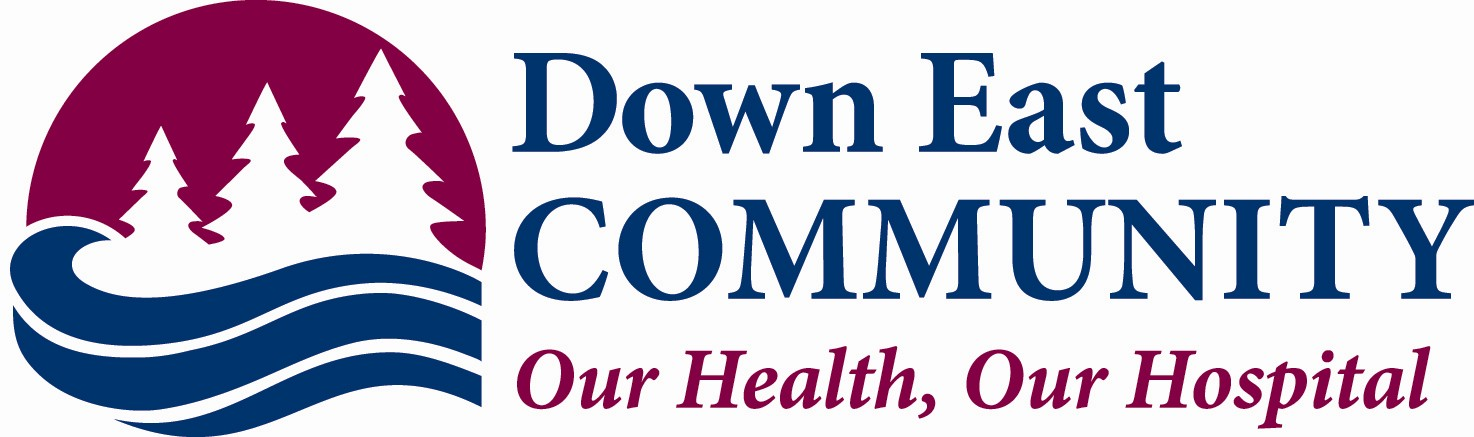 Down East
COMMUNITY
Our Health, Our Hospital